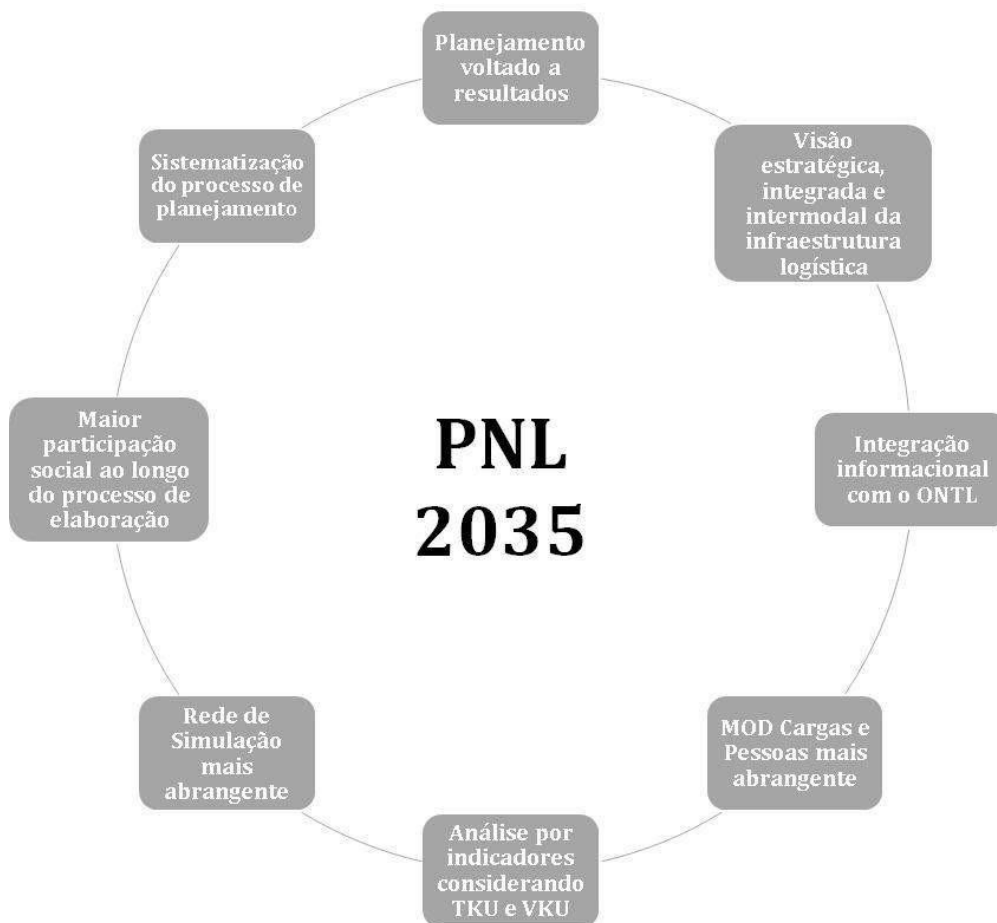 Planejamento
voltado a
resultados
Visão
estratégica,
integrada e
intermodal da
infraestrutura
logística
Integração
informacional
com o ONTL
MOD Cargas e
Pessoas mais
abrangente
Análise por
indicadores
considerando
TKU e VKU
Rede de
Simulação
mais
abrangente
Maior
participação
social ao longo
do processo de
elaboração
Sistematização
do processo de
planejamento
PNL
2035